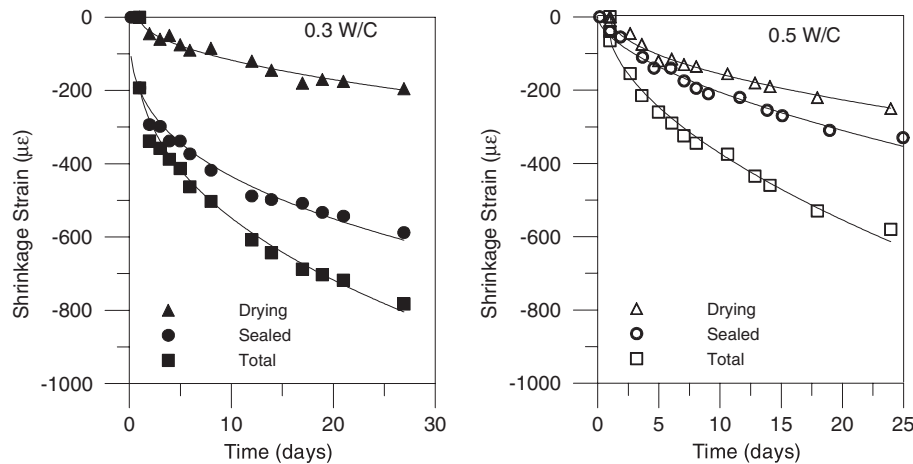 0.3 W/C
Shrinkage Strain (με)
0
-200
-400
-600
-800
-1000
Drying
Sealed
Total
0
10
20
30
Time (days)
0.5 W/C
Shrinkage Strain (με)
0
-200
-400
-600
-800
-1000
Drying
Sealed
Total
0
5
10
15
20
25
Time (days)